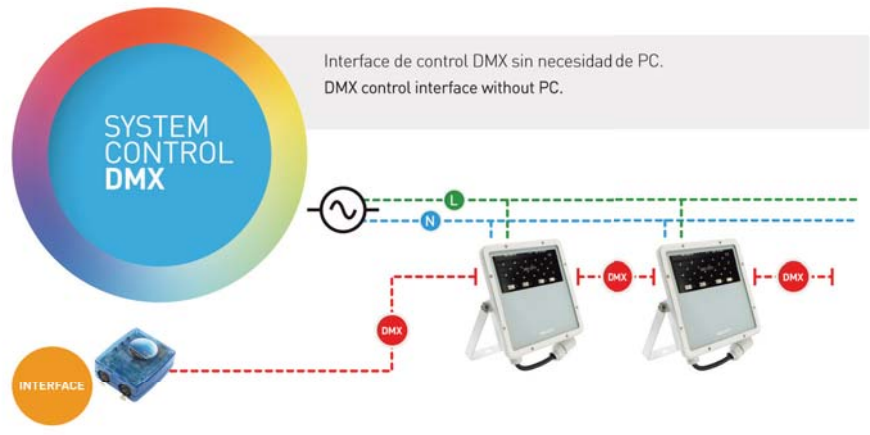 Interface de control DMX sin necesidad de PC.
DMX control interface without PC.
SYSTEM
CONTROL
DMX
L
N
DMX
DMX
DMX
INTERFACE